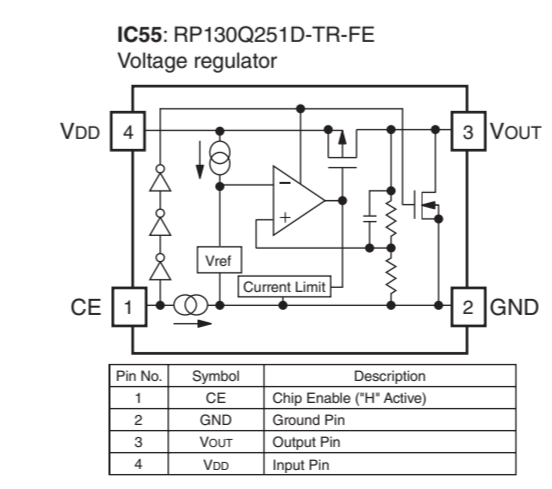 IC55: RP130Q251D-TR-FE
Voltage regulator
VDD 4 3 VOUT
−
+
Vref
Current Limit
CE 1 2 GND
Pin No. Symbol Description
1 CE Chip Enable ("H" Active)
2 GND Ground Pin
3 VOUT Output Pin
4 VDD Input Pin